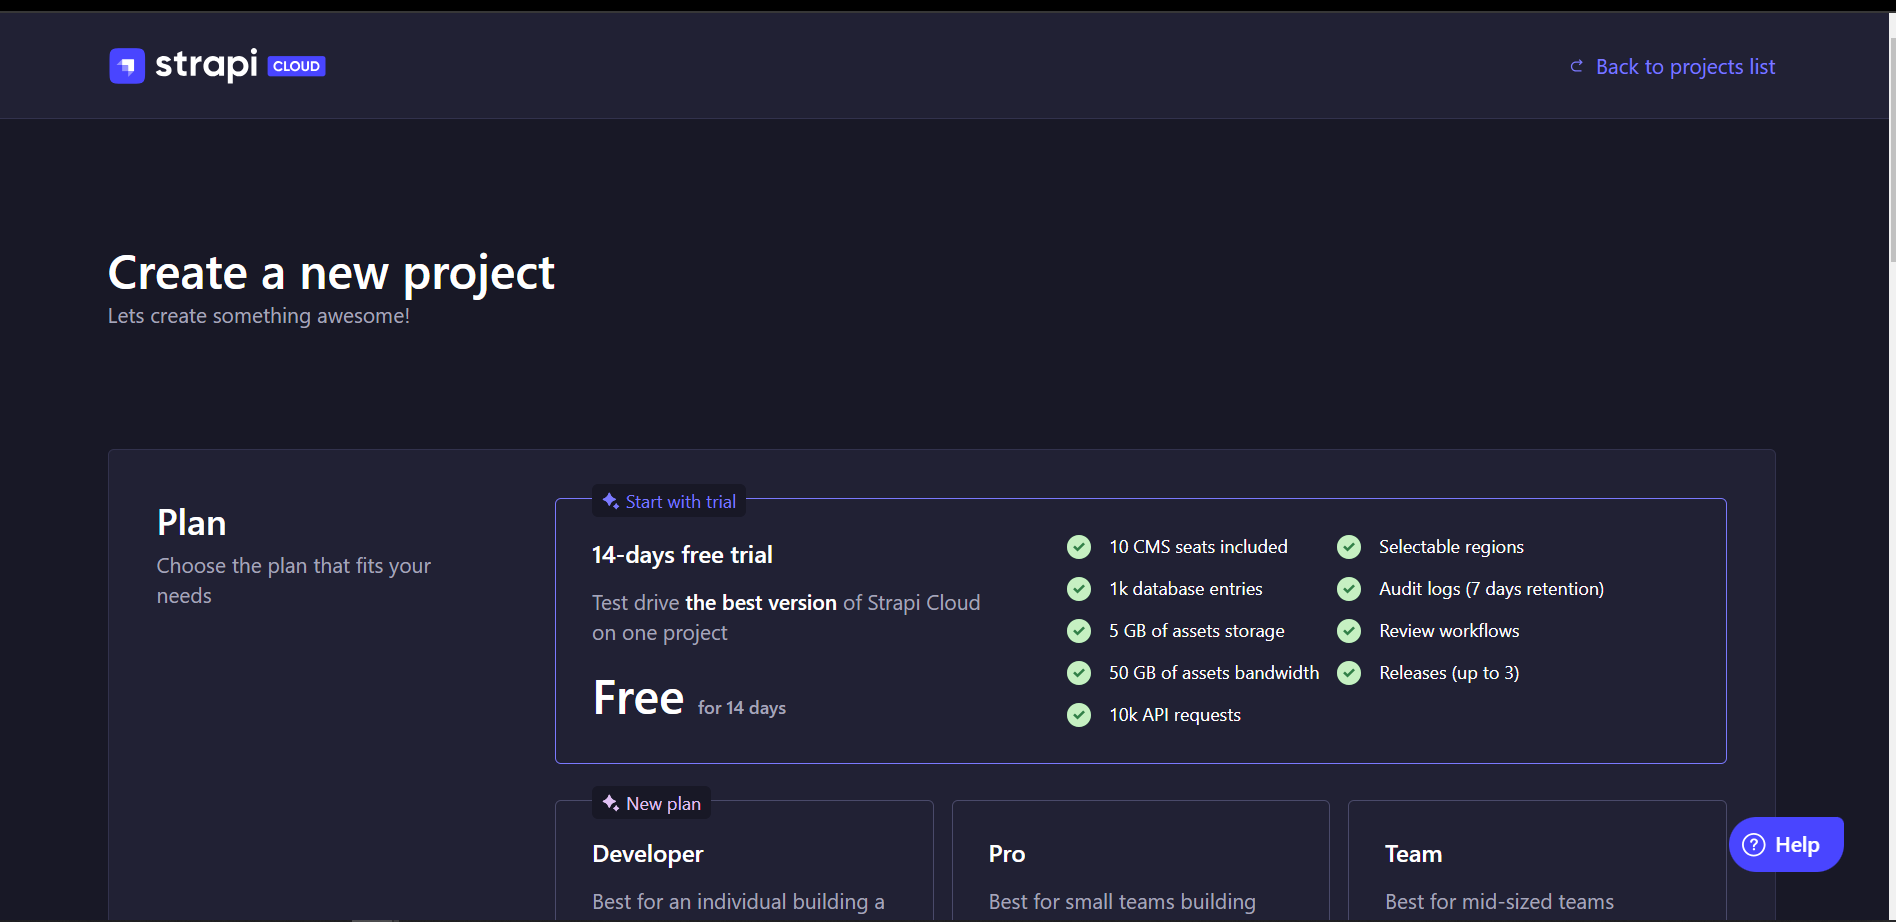 strapi CLOUD
Back to projects list
Create a new project
Lets create something awesome!
Plan
Choose the plan that fits your
needs
Start with trial
14-days free trial
Test drive the best version of Strapi Cloud
on one project
Free for 14 days
10 CMS seats included
1k database entries
5 GB of assets storage
50 GB of assets bandwidth
10k API requests
Selectable regions
Audit logs (7 days retention)
Review workflows
Releases (up to 3)
New plan
Developer
Best for an individual building a
Pro
Best for small teams building
Team
Best for mid-sized teams
Help